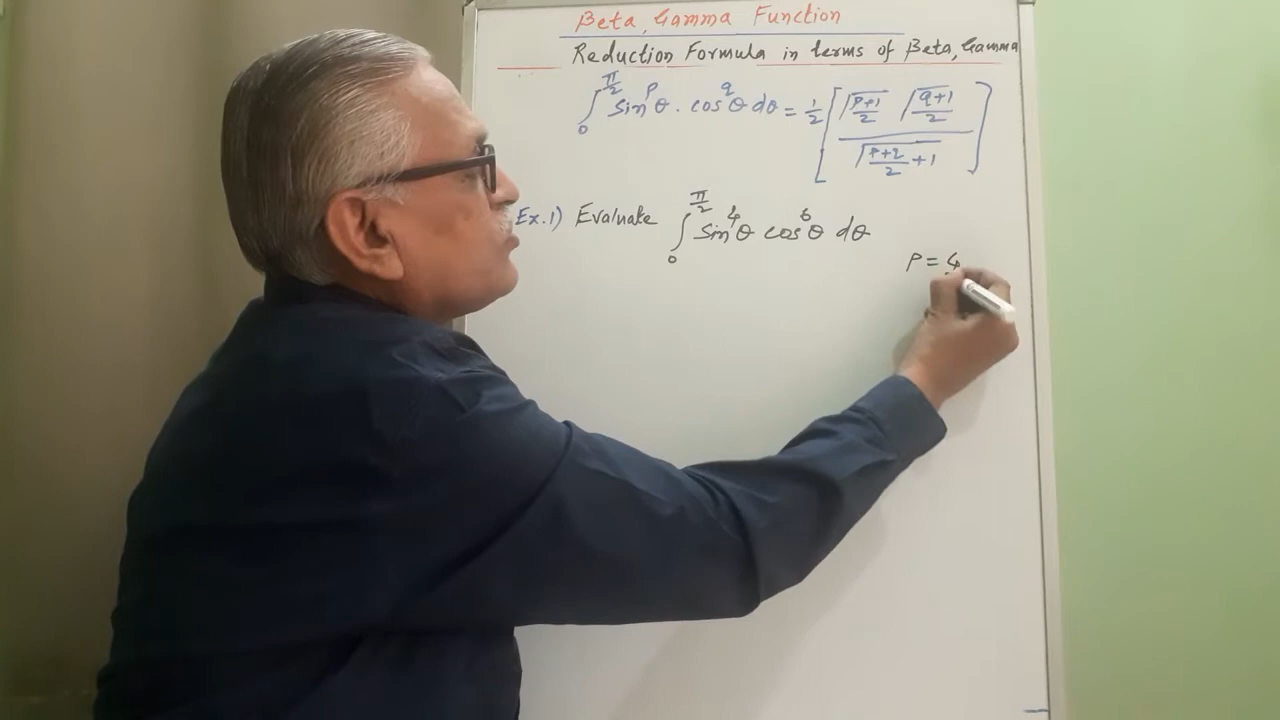 Beta, Gamma Function
Reduction Formula in terms of Beta, Gamma
∫₀^{π/2} sin^p θ . cos^q θ dθ = 1/2 [ Γ((p+1)/2) Γ((q+1)/2) / Γ((p+q)/2 + 1) ]
Ex.1) Evaluate ∫₀^{π/2} sin⁴θ cos⁶θ dθ
P = 4